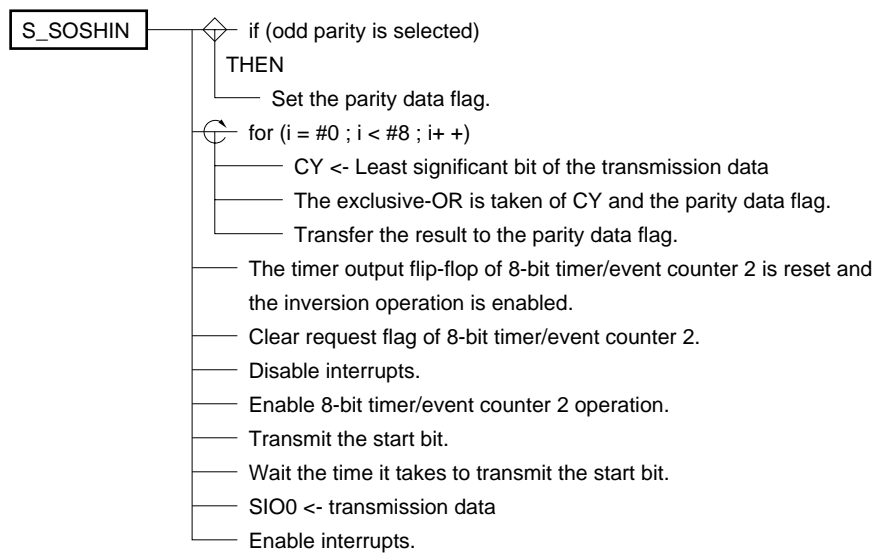 S_SOSHIN
if (odd parity is selected)
THEN
Set the parity data flag.
for (i = #0 ; i < #8 ; i+ +)
CY <- Least significant bit of the transmission data
The exclusive-OR is taken of CY and the parity data flag.
Transfer the result to the parity data flag.
The timer output flip-flop of 8-bit timer/event counter 2 is reset and
the inversion operation is enabled.
Clear request flag of 8-bit timer/event counter 2.
Disable interrupts.
Enable 8-bit timer/event counter 2 operation.
Transmit the start bit.
Wait the time it takes to transmit the start bit.
SIO0 <- transmission data
Enable interrupts.